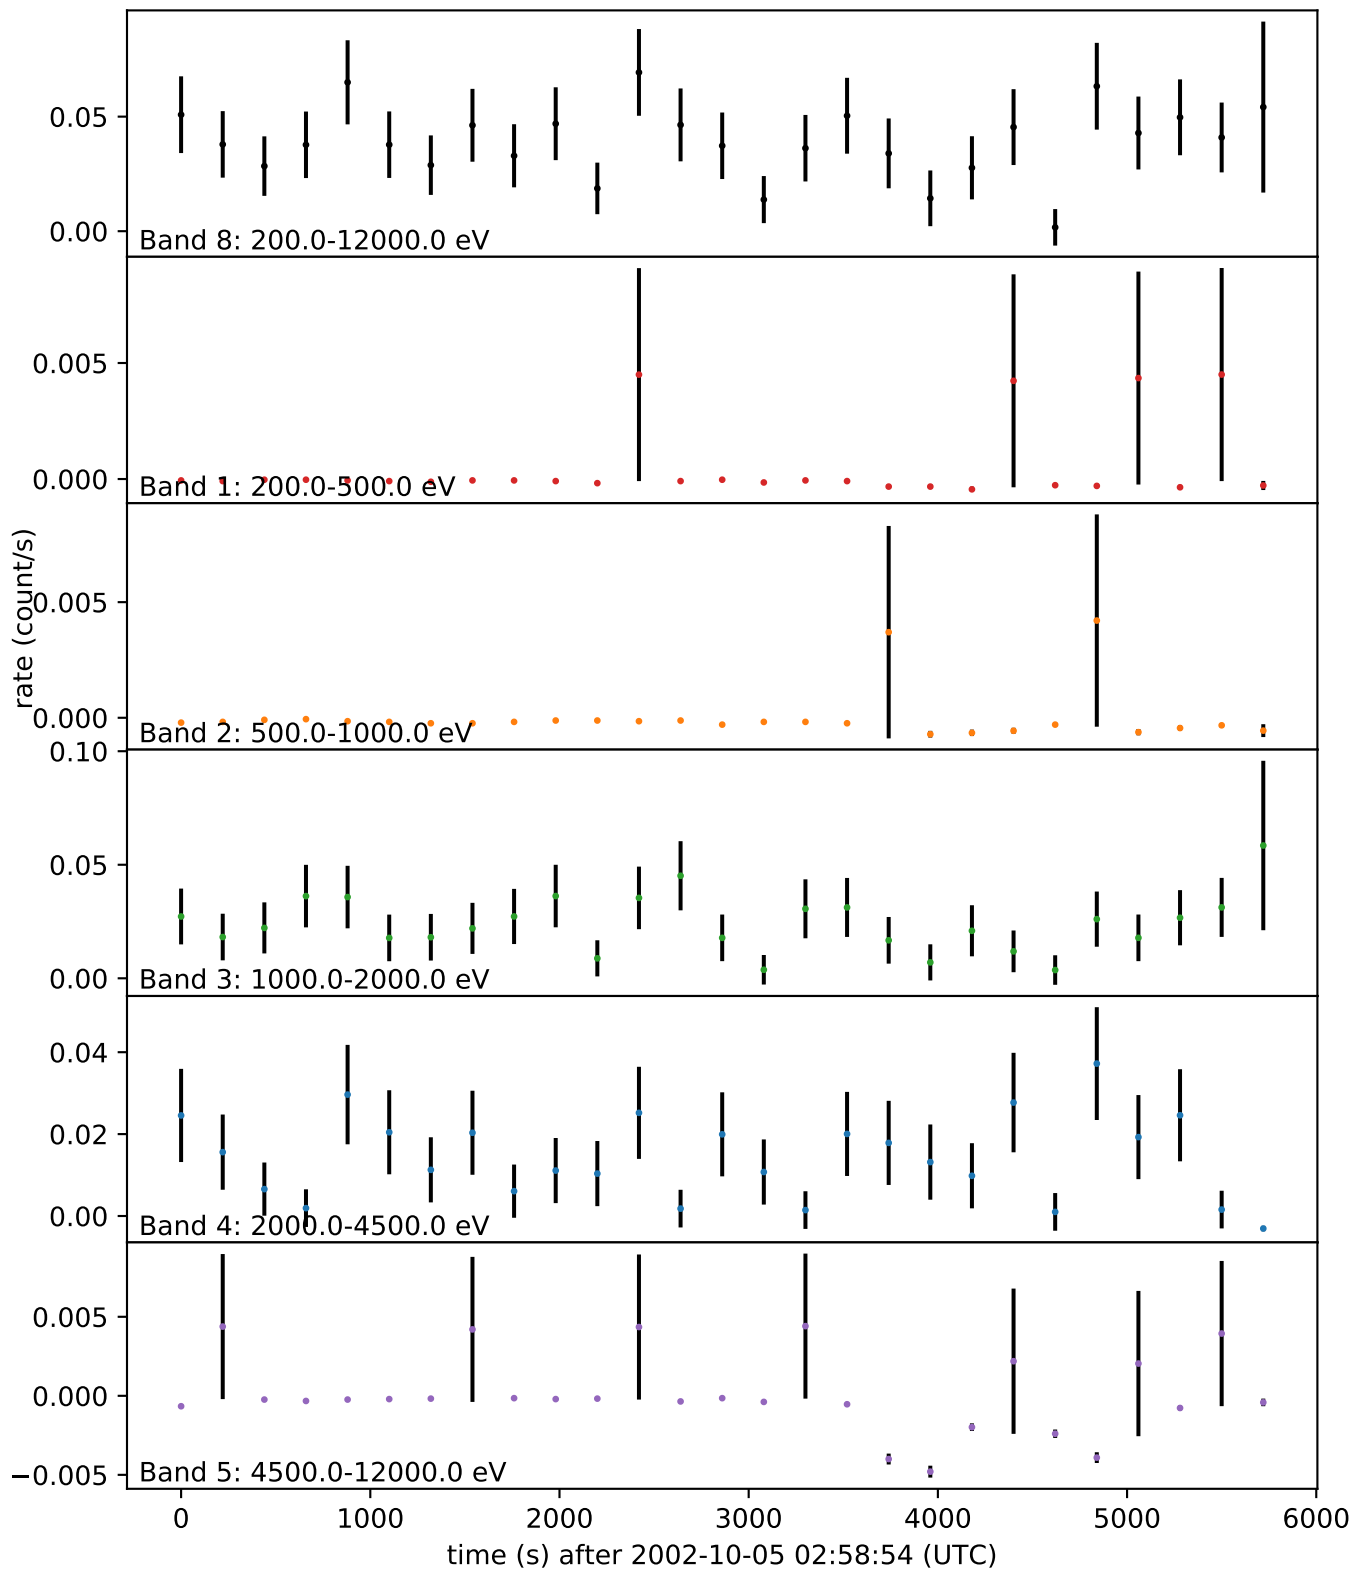 0.05
0.00
Band 8: 200.0-12000.0 eV
0.005
0.000
Band 1: 200.0-500.0 eV
rate (count/s)
0.005
0.000
Band 2: 500.0-1000.0 eV
0.10
0.05
0.00
Band 3: 1000.0-2000.0 eV
0.04
0.02
0.00
Band 4: 2000.0-4500.0 eV
0.005
0.000
−0.005
Band 5: 4500.0-12000.0 eV
0 1000 2000 3000 4000 5000 6000
time (s) after 2002-10-05 02:58:54 (UTC)